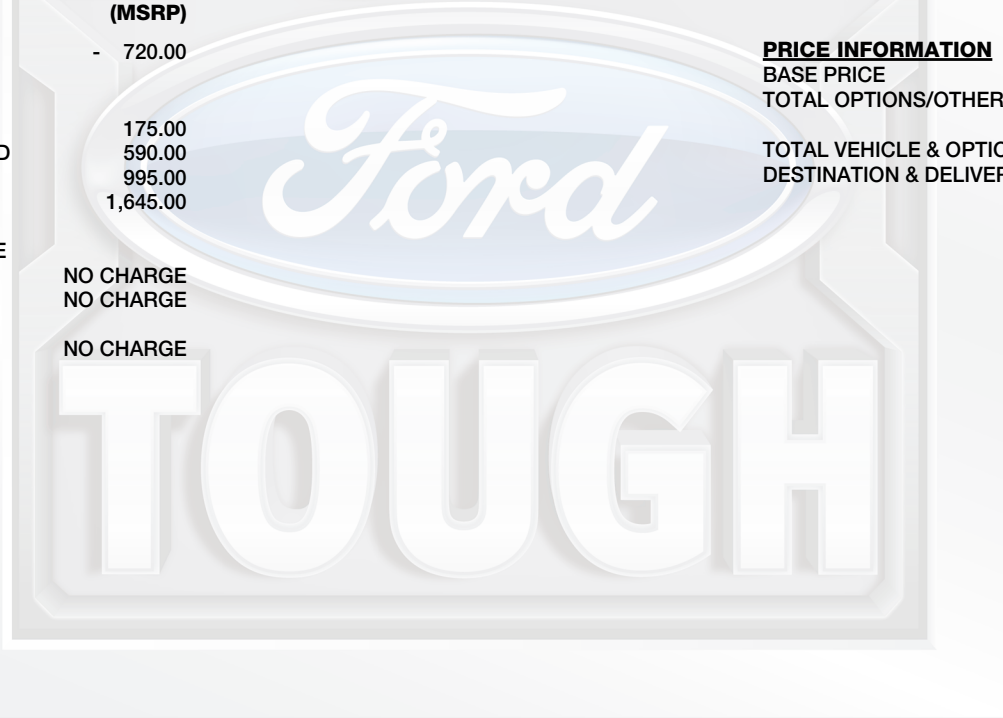 (MSRP)
- 720.00
175.00
D 590.00
995.00
1,645.00
E
NO CHARGE
NO CHARGE
NO CHARGE
PRICE INFORMATION
BASE PRICE
TOTAL OPTIONS/OTHER
TOTAL VEHICLE & OPTIO
DESTINATION & DELIVER
Ford
TOUGH